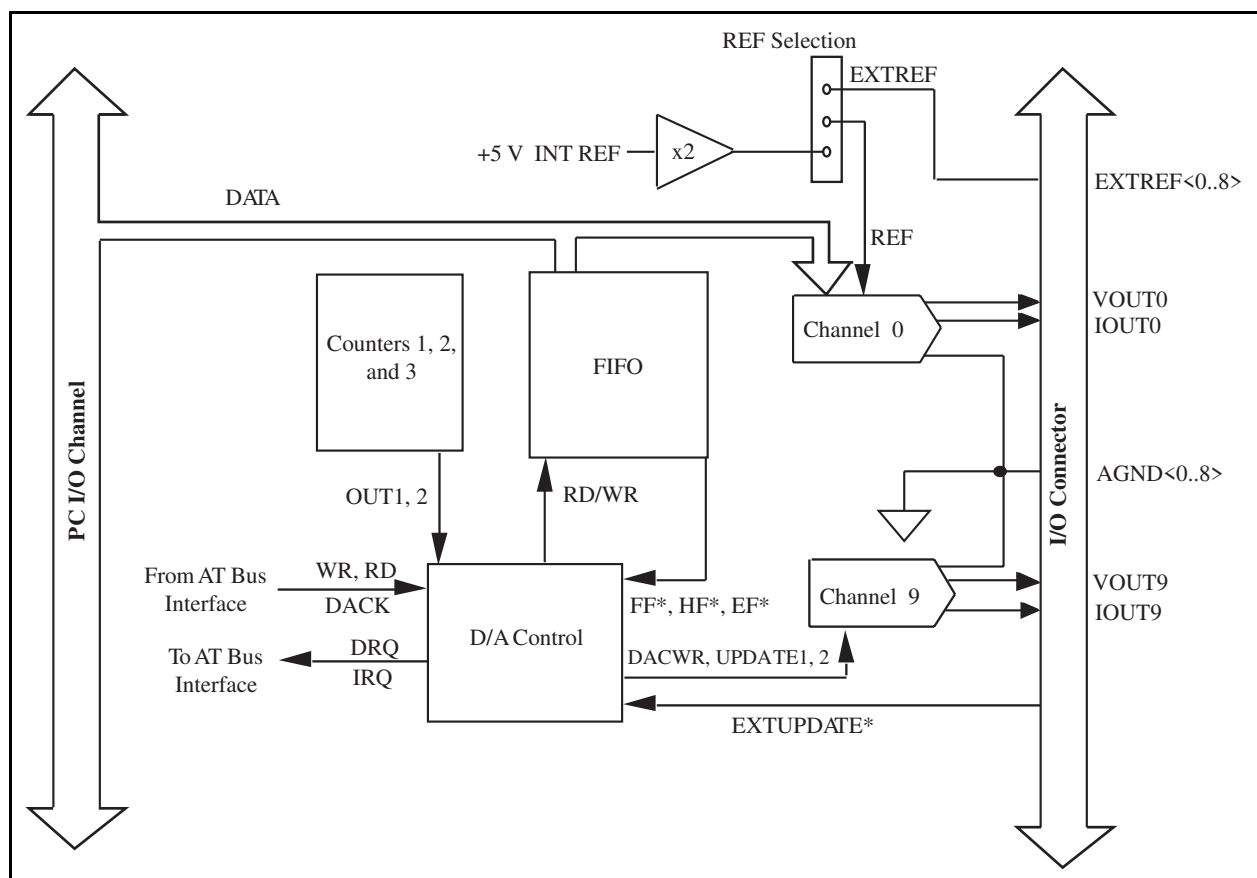 REF Selection
EXTREF
+5 V INT REF
x2
EXTREF<0..8>
DATA
REF
VOUT0
IOUT0
Channel 0
Counters 1, 2,
and 3
FIFO
PC I/O Channel
I/O Connector
AGND<0..8>
OUT1, 2
RD/WR
From AT Bus
Interface
WR, RD
DACK
FF*, HF*, EF*
Channel 9
VOUT9
IOUT9
D/A Control
To AT Bus
Interface
DRQ
IRQ
DACWR, UPDATE1, 2
EXTUPDATE*